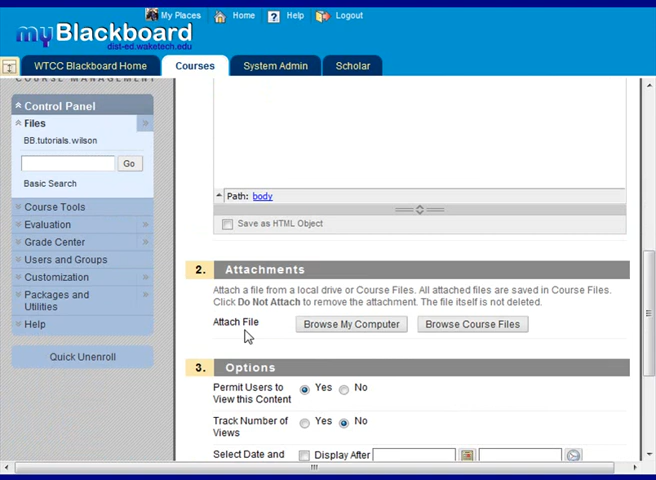 My Places Home Help Logout
myBlackboard
dist-ed.waketech.edu
WTCC Blackboard Home Courses System Admin Scholar
COURSE MANAGEMENT
Control Panel
Files
BB.tutorials.wilson
Go
Basic Search
Course Tools
Evaluation
Grade Center
Users and Groups
Customization
Packages and
Utilities
Help
Quick Unenroll
Path: body
Save as HTML Object
2. Attachments
Attach a file from a local drive or Course Files. All attached files are saved in Course Files.
Click Do Not Attach to remove the attachment. The file itself is not deleted.
Attach File Browse My Computer Browse Course Files
3. Options
Permit Users to Yes No
View this Content
Track Number of Yes No
Views
Select Date and Display After